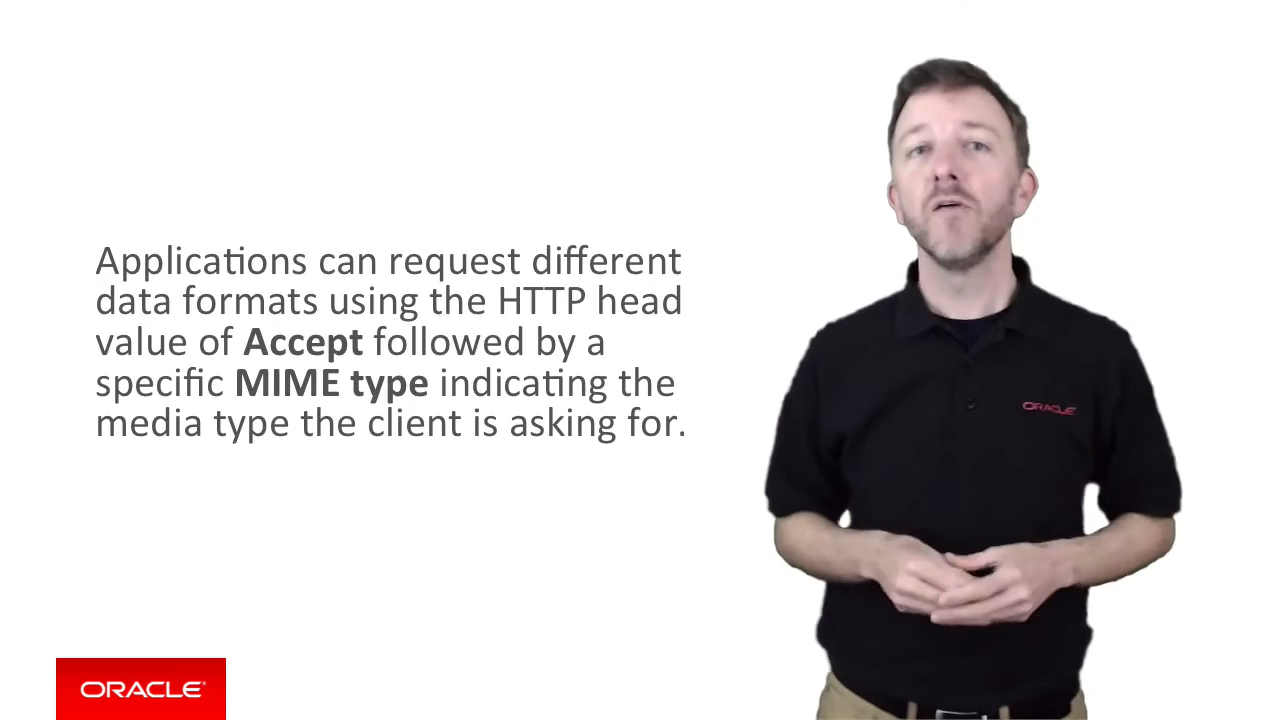 Applications can request different
data formats using the HTTP head
value of Accept followed by a
specific MIME type indicating the
media type the client is asking for.
ORACLE
ORACLE®